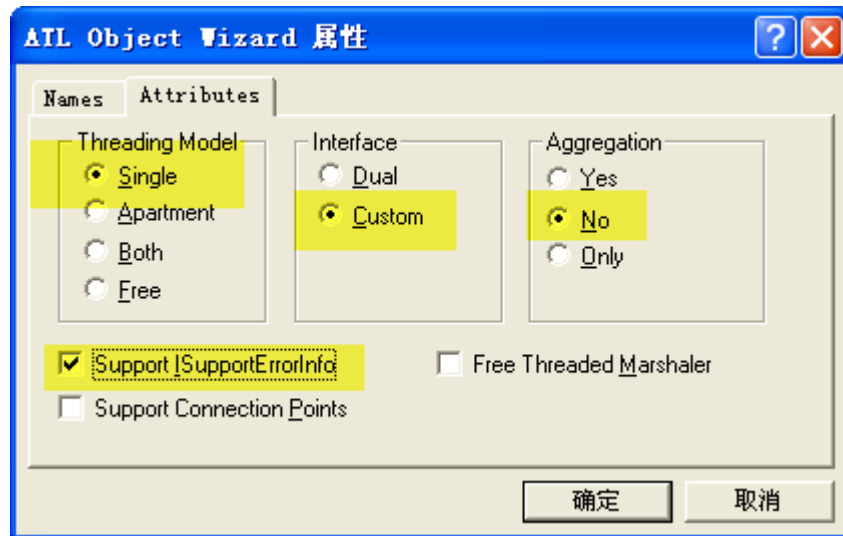 ATL Object Wizard 属性
Names Attributes
Threading Model
Single
Apartment
Both
Free
Interface
Dual
Custom
Aggregation
Yes
No
Only
Support ISupportErrorInfo
Free Threaded Marshaler
Support Connection Points
确定
取消